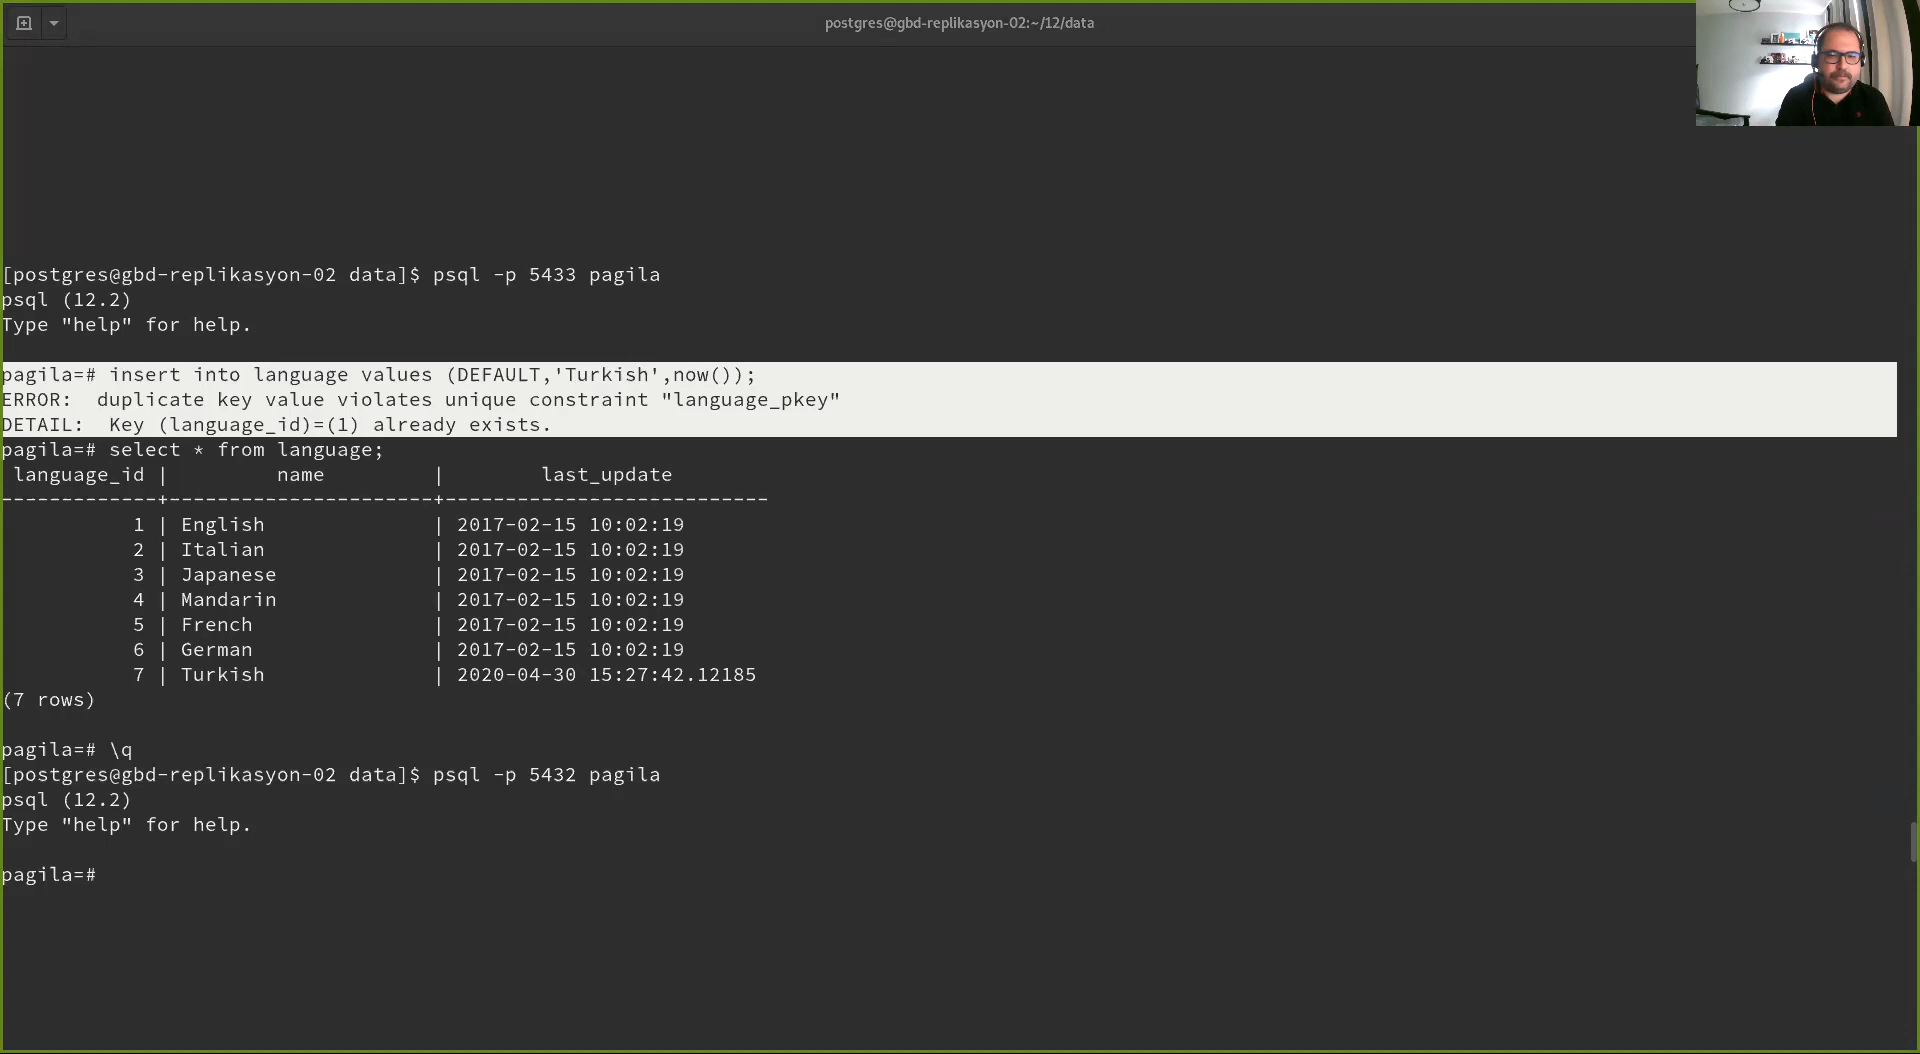 postgres@gbd-replikasyon-02:~/12/data
[postgres@gbd-replikasyon-02 data]$ psql -p 5433 pagila
psql (12.2)
Type "help" for help.
pagila=# insert into language values (DEFAULT,'Turkish',now());
ERROR:  duplicate key value violates unique constraint "language_pkey"
DETAIL:  Key (language_id)=(1) already exists.
pagila=# select * from language;
 language_id |         name         |        last_update
-------------+----------------------+---------------------------
           1 | English              | 2017-02-15 10:02:19
           2 | Italian              | 2017-02-15 10:02:19
           3 | Japanese             | 2017-02-15 10:02:19
           4 | Mandarin             | 2017-02-15 10:02:19
           5 | French               | 2017-02-15 10:02:19
           6 | German               | 2017-02-15 10:02:19
           7 | Turkish              | 2020-04-30 15:27:42.12185
(7 rows)
pagila=# \q
[postgres@gbd-replikasyon-02 data]$ psql -p 5432 pagila
psql (12.2)
Type "help" for help.
pagila=#